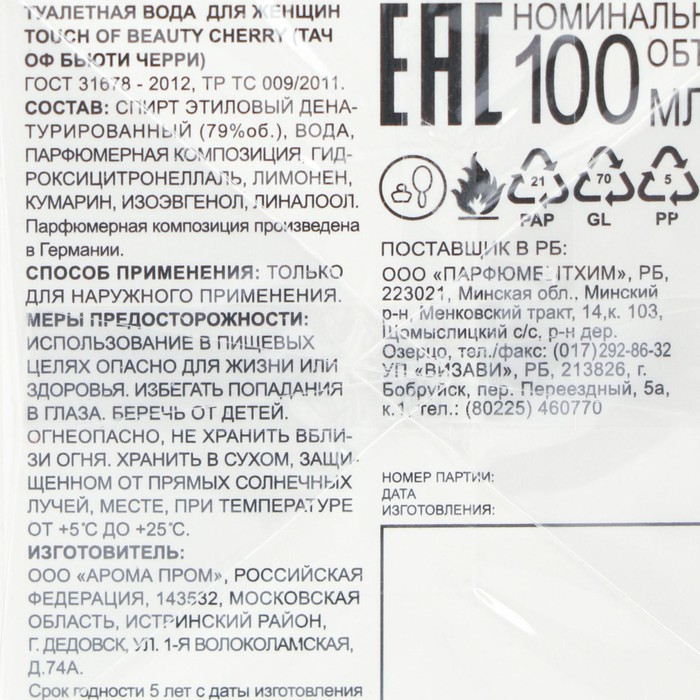 ТУАЛЕТНАЯ ВОДА ДЛЯ ЖЕНЩИН
TOUCH OF BEAUTY CHERRY (ТАЧ
ОФ БЬЮТИ ЧЕРРИ)
ГОСТ 31678 - 2012, ТР ТС 009/2011.
СОСТАВ: СПИРТ ЭТИЛОВЫЙ ДЕНА-
ТУРИРОВАННЫЙ (79%об.), ВОДА,
ПАРФЮМЕРНАЯ КОМПОЗИЦИЯ, ГИД-
РОКСИЦИТРОНЕЛЛАЛЬ, ЛИМОНЕН,
КУМАРИН, ИЗОЭВГЕНОЛ, ЛИНАЛООЛ.
Парфюмерная композиция произведена
в Германии.
СПОСОБ ПРИМЕНЕНИЯ: ТОЛЬКО
ДЛЯ НАРУЖНОГО ПРИМЕНЕНИЯ.
МЕРЫ ПРЕДОСТОРОЖНОСТИ:
ИСПОЛЬЗОВАНИЕ В ПИЩЕВЫХ
ЦЕЛЯХ ОПАСНО ДЛЯ ЖИЗНИ ИЛИ
ЗДОРОВЬЯ. ИЗБЕГАТЬ ПОПАДАНИЯ
В ГЛАЗА. БЕРЕЧЬ ОТ ДЕТЕЙ.
ОГНЕОПАСНО, НЕ ХРАНИТЬ ВБЛИ-
ЗИ ОГНЯ. ХРАНИТЬ В СУХОМ, ЗАЩИ-
ЩЕННОМ ОТ ПРЯМЫХ СОЛНЕЧНЫХ
ЛУЧЕЙ, МЕСТЕ, ПРИ ТЕМПЕРАТУРЕ
ОТ +5°С ДО +25°С.
ИЗГОТОВИТЕЛЬ:
ООО «АРОМА ПРОМ», РОССИЙСКАЯ
ФЕДЕРАЦИЯ, 143532, МОСКОВСКАЯ
ОБЛАСТЬ, ИСТРИНСКИЙ РАЙОН,
Г. ДЕДОВСК, УЛ. 1-Я ВОЛОКОЛАМСКАЯ,
Д.74А.
Срок годности 5 лет с даты изготовления
ЕАС
НОМИНАЛЬН
ОБЪ
100 МЛ
21 70 5
PAP GL PP
ПОСТАВЩИК В РБ:
ООО «ПАРФЮМЕНТХИМ», РБ,
223021, Минская обл., Минский
р-н, Менковский тракт, 14,к. 103,
Щомыслицкий с/с, р-н дер.
Озерцо, тел./факс: (017)292-86-32
УП «ВИЗАВИ», РБ, 213826, г.
Бобруйск, пер. Переездный, 5а,
к.1, тел.: (80225) 460770
НОМЕР ПАРТИИ:
ДАТА
ИЗГОТОВЛЕНИЯ: